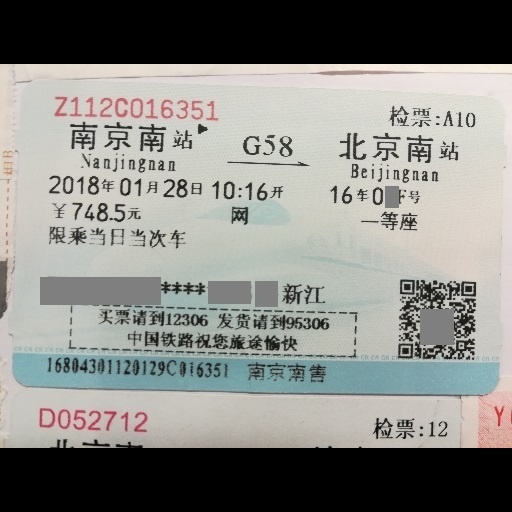 Z112C016351
检票:A10
南京南站 G58 北京南站
Nanjingnan Beijingnan
2018年01月28日 10:16开 16车0 F号
￥748.5元 网 一等座
限乘当日当次车
**** 新江
买票请到12306 发货请到95306
中国铁路祝您旅途愉快
16804301120129C016351 南京南售
D052712 检票:12